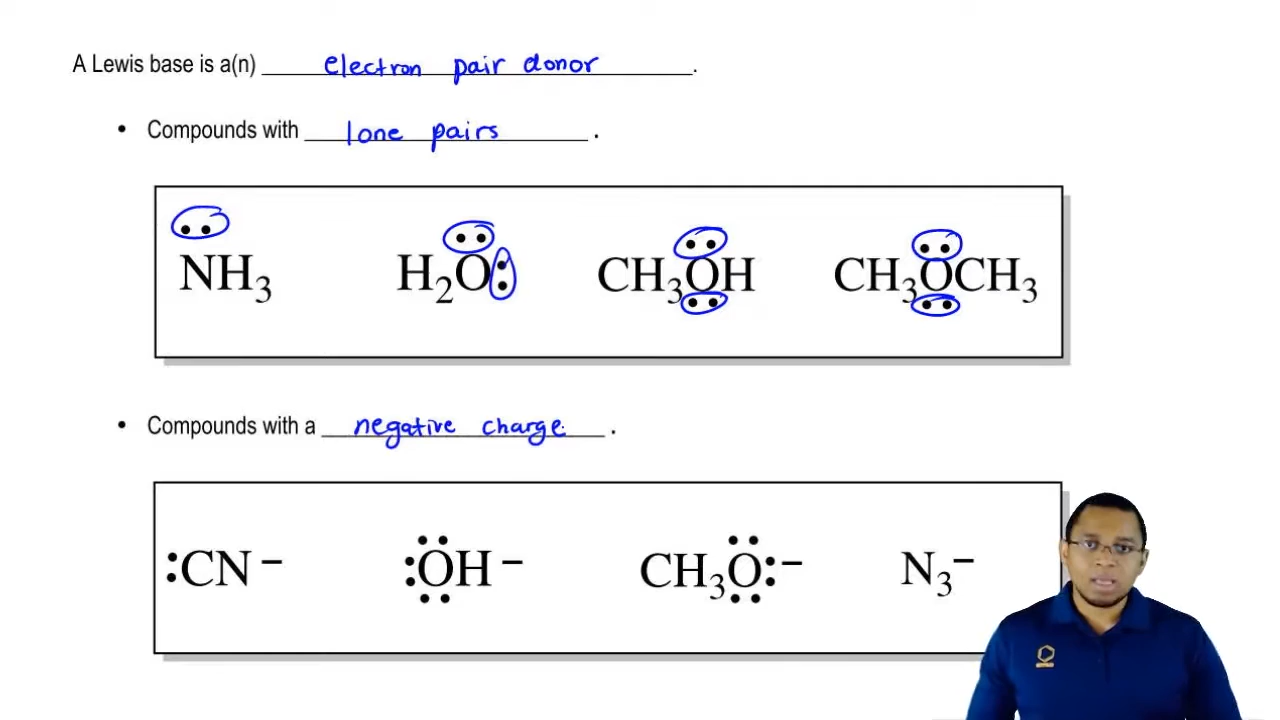 A Lewis base is a(n) electron pair donor.
• Compounds with lone pairs.
NH₃ H₂O: CH₃OH CH₃OCH₃
• Compounds with a negative charge.
:CN⁻ :OH⁻ CH₃O:⁻ N₃⁻